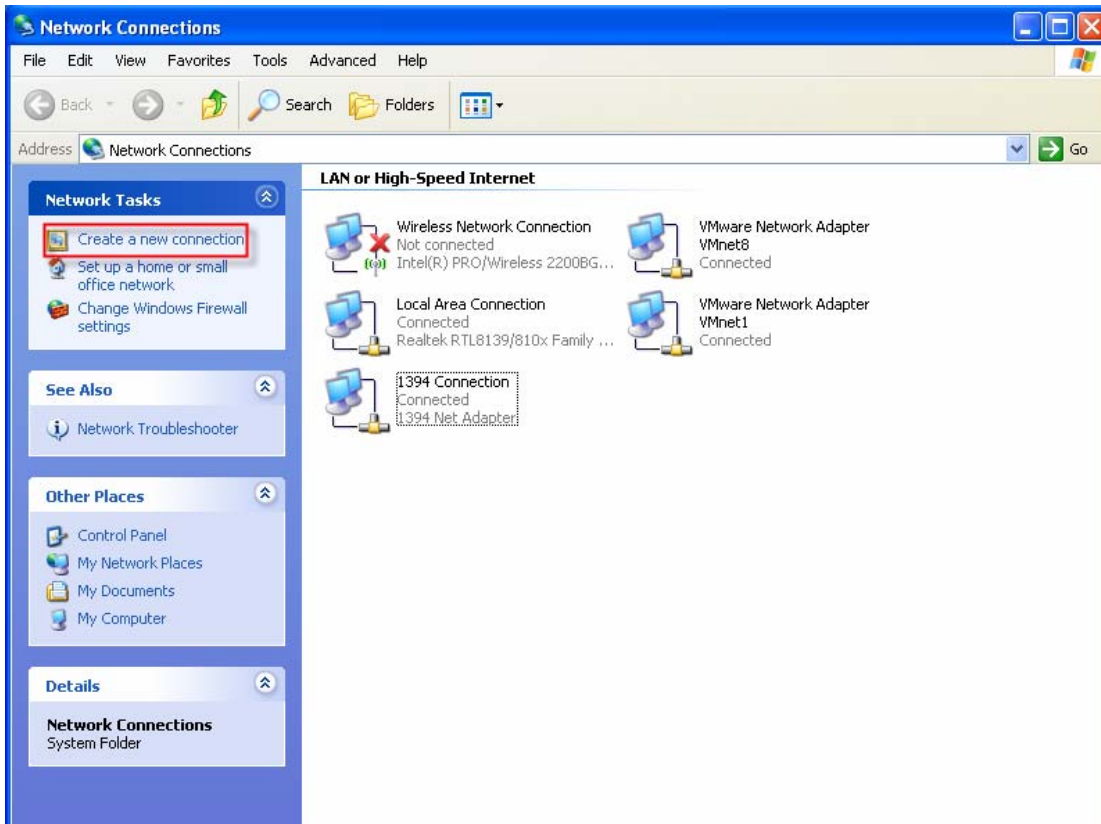 Network Connections
File Edit View Favorites Tools Advanced Help
Back Search Folders
Address Network Connections Go
Network Tasks
Create a new connection
Set up a home or small
office network
Change Windows Firewall
settings
See Also
Network Troubleshooter
Other Places
Control Panel
My Network Places
My Documents
My Computer
Details
Network Connections
System Folder
LAN or High-Speed Internet
Wireless Network Connection
Not connected
Intel(R) PRO/Wireless 2200BG...
VMware Network Adapter
VMnet8
Connected
Local Area Connection
Connected
Realtek RTL8139/810x Family ...
VMware Network Adapter
VMnet1
Connected
1394 Connection
Connected
1394 Net Adapter